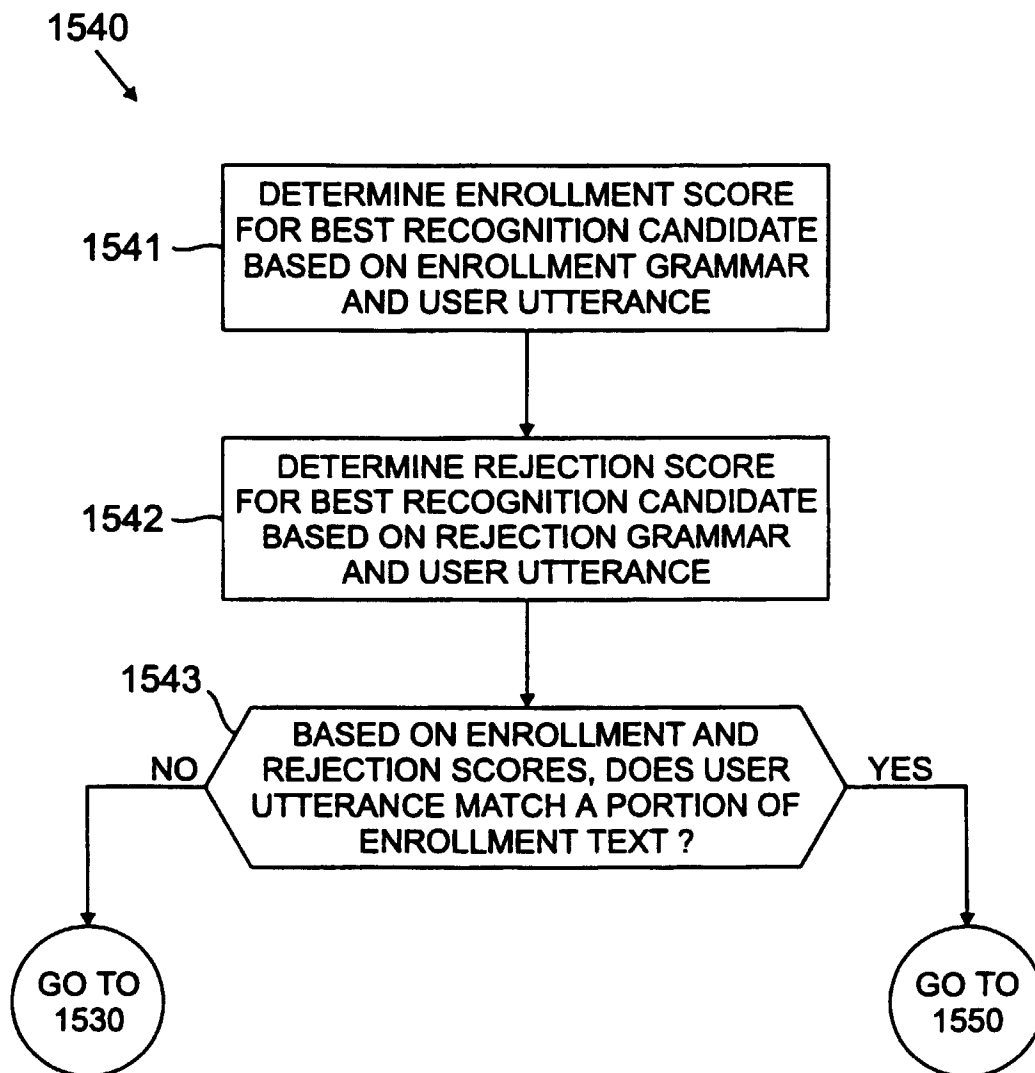 1540
DETERMINE ENROLLMENT SCORE
FOR BEST RECOGNITION CANDIDATE
BASED ON ENROLLMENT GRAMMAR
AND USER UTTERANCE
1541
DETERMINE REJECTION SCORE
FOR BEST RECOGNITION CANDIDATE
BASED ON REJECTION GRAMMAR
AND USER UTTERANCE
1542
1543
BASED ON ENROLLMENT AND
REJECTION SCORES, DOES USER
UTTERANCE MATCH A PORTION OF
ENROLLMENT TEXT ?
NO
YES
GO TO
1530
GO TO
1550